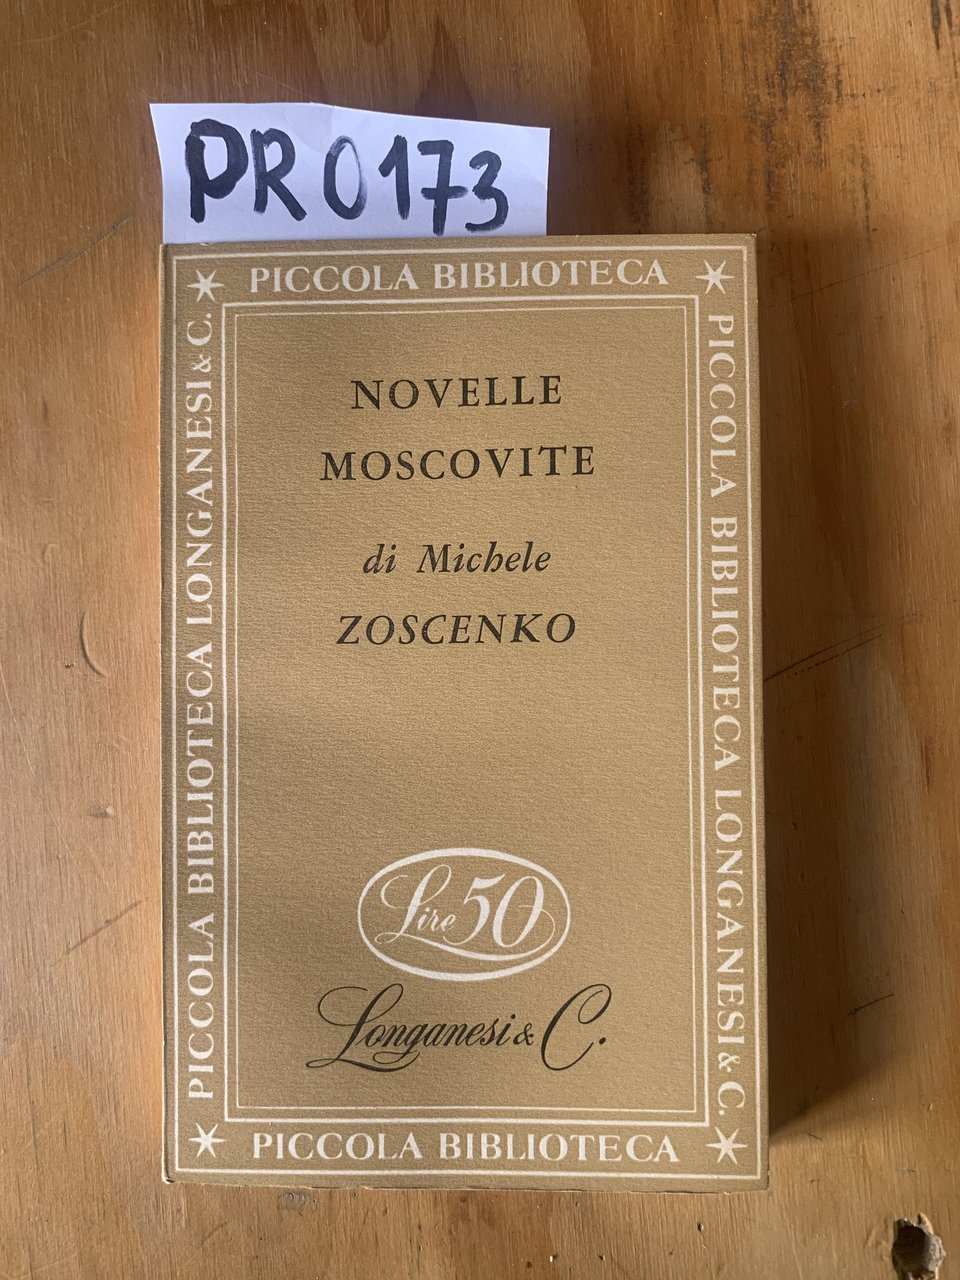 PR0173
PICCOLA BIBLIOTECA
PICCOLA BIBLIOTECA LONGANESI & C.
PICCOLA BIBLIOTECA LONGANESI & C.
NOVELLE
MOSCOVITE
di Michele
ZOSCENKO
Lire 50
Longanesi & C.
PICCOLA BIBLIOTECA